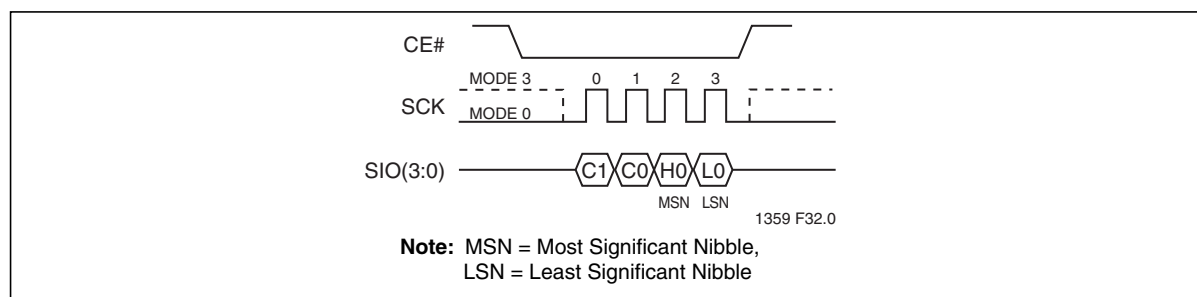 CE#
MODE 3 0 1 2 3
SCK
MODE 0
SIO(3:0) C1 C0 H0 L0
MSN LSN
1359 F32.0
Note: MSN = Most Significant Nibble,
LSN = Least Significant Nibble